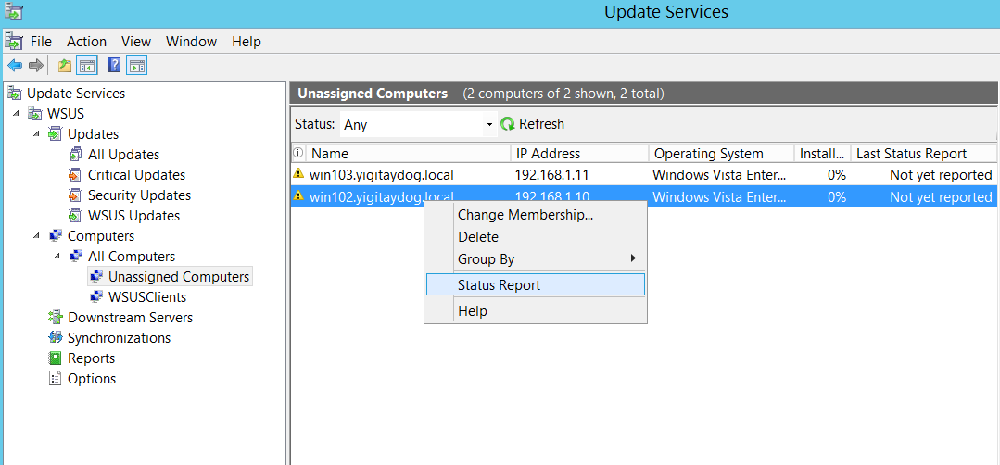 Update Services
File Action View Window Help
Update Services
WSUS
Updates
All Updates
Critical Updates
Security Updates
WSUS Updates
Computers
All Computers
Unassigned Computers
WSUSClients
Downstream Servers
Synchronizations
Reports
Options
Unassigned Computers (2 computers of 2 shown, 2 total)
Status: Any Refresh
Name IP Address Operating System Install... Last Status Report
win103.yigitaydog.local 192.168.1.11 Windows Vista Enter... 0% Not yet reported
win102.yigitaydog.local 192.168.1.10 Windows Vista Enter... 0% Not yet reported
Change Membership...
Delete
Group By
Status Report
Help